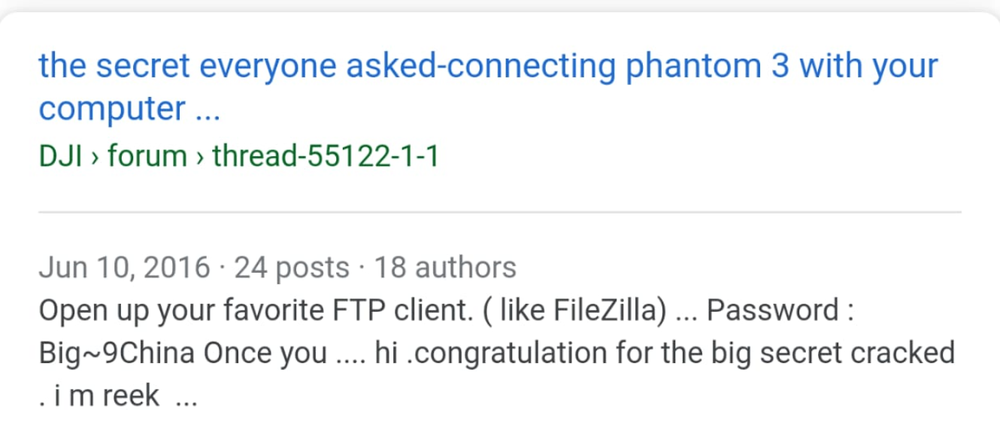 the secret everyone asked-connecting phantom 3 with your
computer ...
DJI › forum › thread-55122-1-1
Jun 10, 2016 · 24 posts · 18 authors
Open up your favorite FTP client. ( like FileZilla) ... Password :
Big~9China Once you .... hi .congratulation for the big secret cracked
. i m reek ...